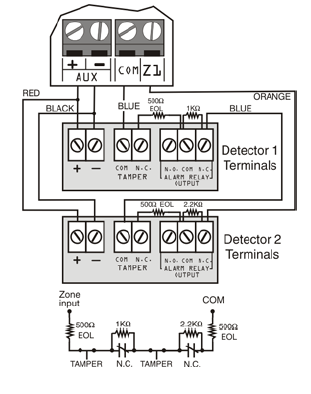 + − COM Z1
AUX
RED
ORANGE
BLACK
BLUE
500Ω
EOL
1KΩ
BLUE
Detector 1
Terminals
+ − COM N.C. N.O. COM N.C.
TAMPER
ALARM RELAY
OUTPUT
500Ω EOL
2.2KΩ
Detector 2
Terminals
+ − COM N.C. N.O. COM N.C.
TAMPER
ALARM RELAY
OUTPUT
Zone
input
COM
500Ω
EOL
1KΩ
2.2KΩ
500Ω
EOL
TAMPER N.C. TAMPER N.C.